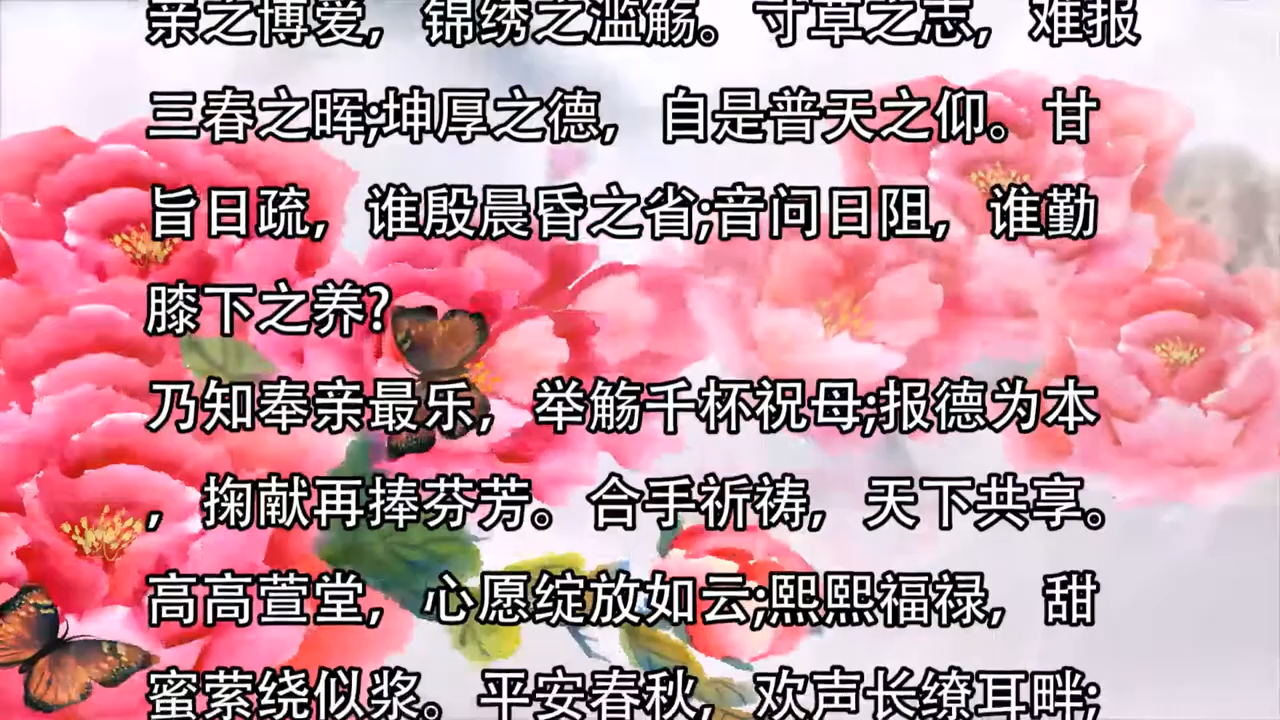 亲之博爱，锦绣之滥觞。寸草之志，难报
三春之晖;坤厚之德，自是普天之仰。甘
旨日疏，谁殷晨昏之省;音问日阻，谁勤
膝下之养?
乃知奉亲最乐，举觞千杯祝母;报德为本
，掬献再捧芬芳。合手祈祷，天下共享。
高高萱堂，心愿绽放如云;熙熙福禄，甜
蜜萦绕似浆。平安春秋，欢声长缭耳畔;